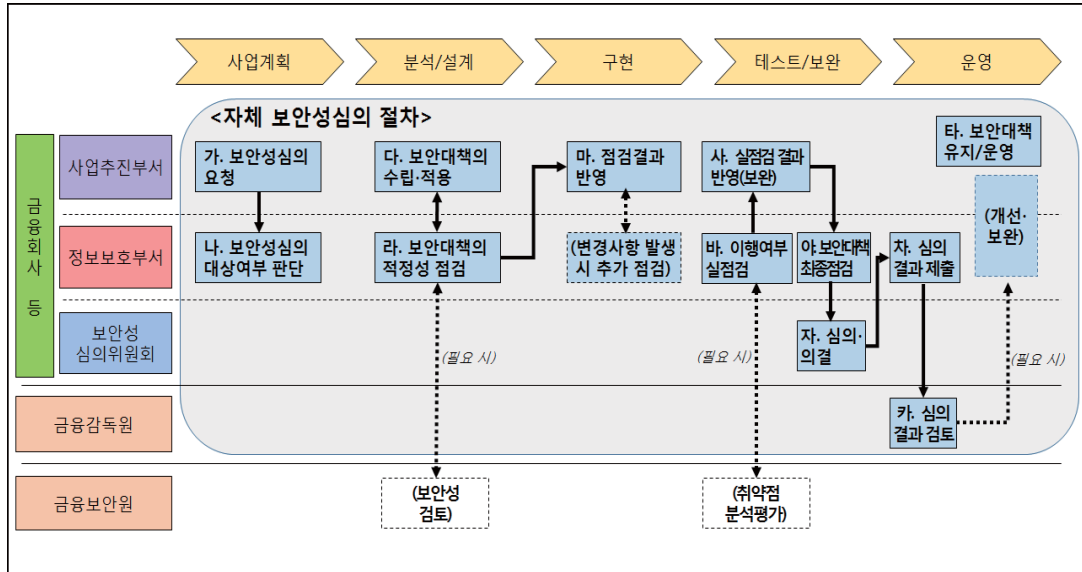 사업계획
분석/설계
구현
테스트/보완
운영
<자체 보안성심의 절차>
금융회사 등
사업추진부서
가. 보안성심의
요청
다. 보안대책의
수립·적용
마. 점검결과
반영
사. 실점검 결과
반영(보완)
타. 보안대책
유지/운영
정보보호부서
나. 보안성심의
대상여부 판단
라. 보안대책의
적정성 점검
(변경사항 발생
시 추가 점검)
바. 이행여부
실점검
아. 보안대책
최종점검
차. 심의
결과 제출
(개선·
보완)
보안성
심의위원회
(필요 시)
(필요 시)
자. 심의·
의결
(필요 시)
금융감독원
카. 심의
결과 검토
금융보안원
(보안성
검토)
(취약점
분석평가)